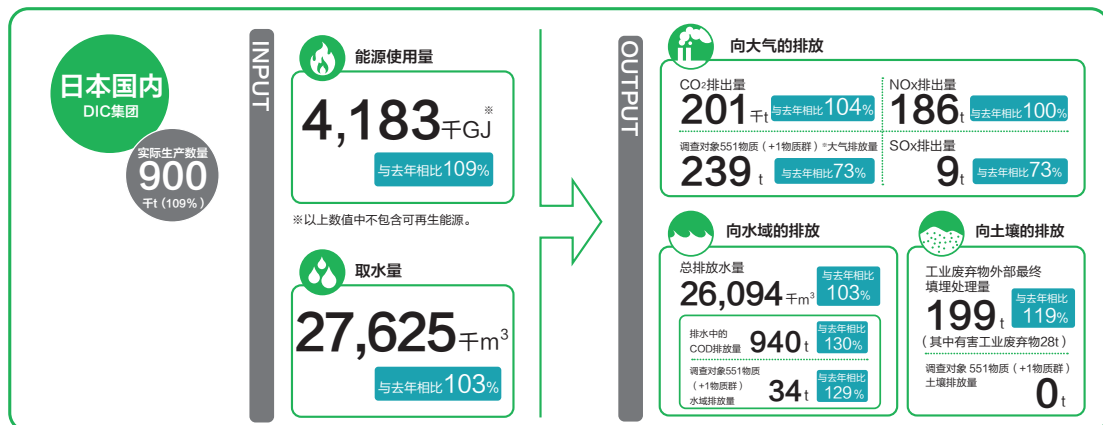 日本国内
DIC集团
实际生产数量
900
千t(109%)
INPUT
能源使用量
4,183千GJ※
与去年相比109%
※以上数值中不包含可再生能源。
取水量
27,625千m³
与去年相比103%
OUTPUT
向大气的排放
CO₂排出量
201千t 与去年相比104%
NOx排出量
186t 与去年相比100%
调查对象551物质(+1物质群)※大气排放量
239t 与去年相比73%
SOx排出量
9t 与去年相比73%
向水域的排放
总排放水量
26,094千m³
与去年相比
103%
排水中的
COD排放量
940t
与去年相比
130%
调查对象551物质
(+1物质群)
水域排放量
34t
与去年相比
129%
向土壤的排放
工业废弃物外部最终
填埋处理量
199t
与去年相比
119%
(其中有害工业废弃物28t)
调查对象 551物质(+1物质群)
土壤排放量
0t